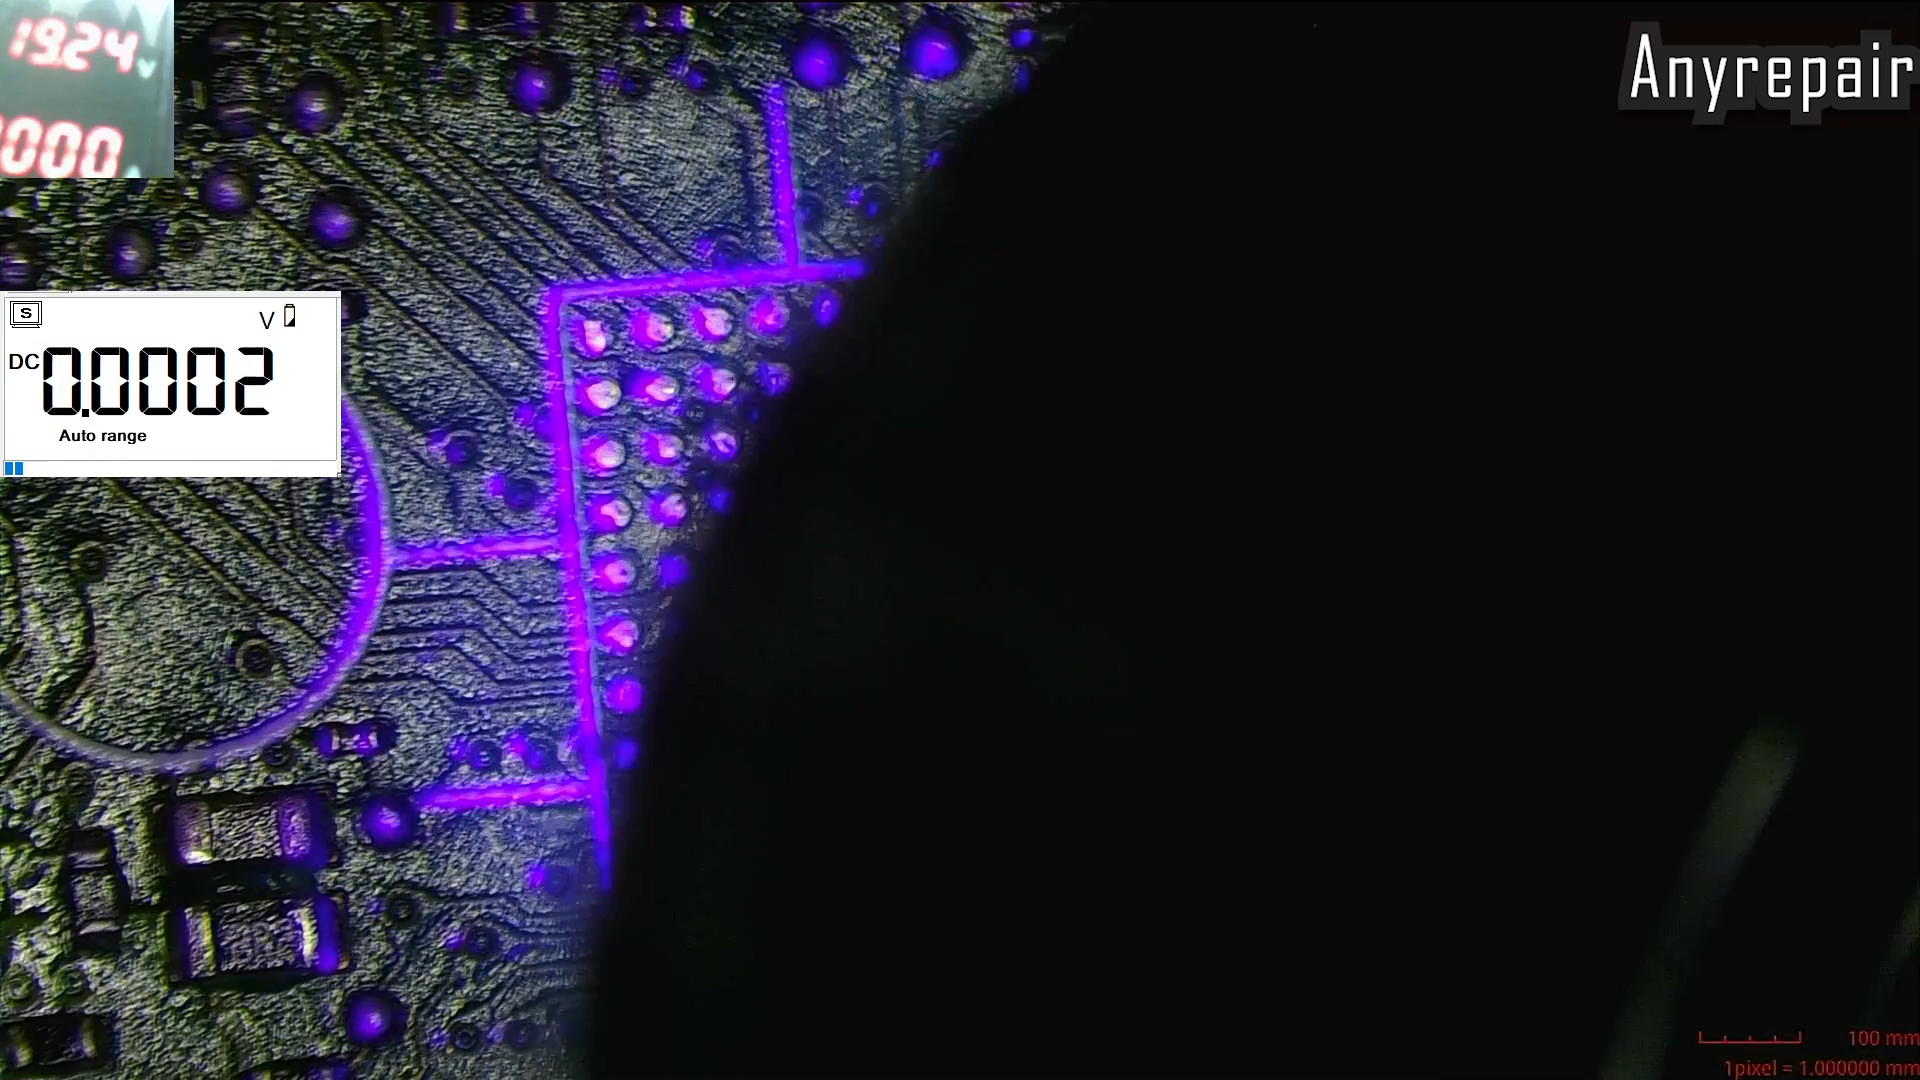 19.24 V
000
Anyrepair
S
V
DC 0.0002
Auto range
100 mm
1pixel = 1.000000 mm